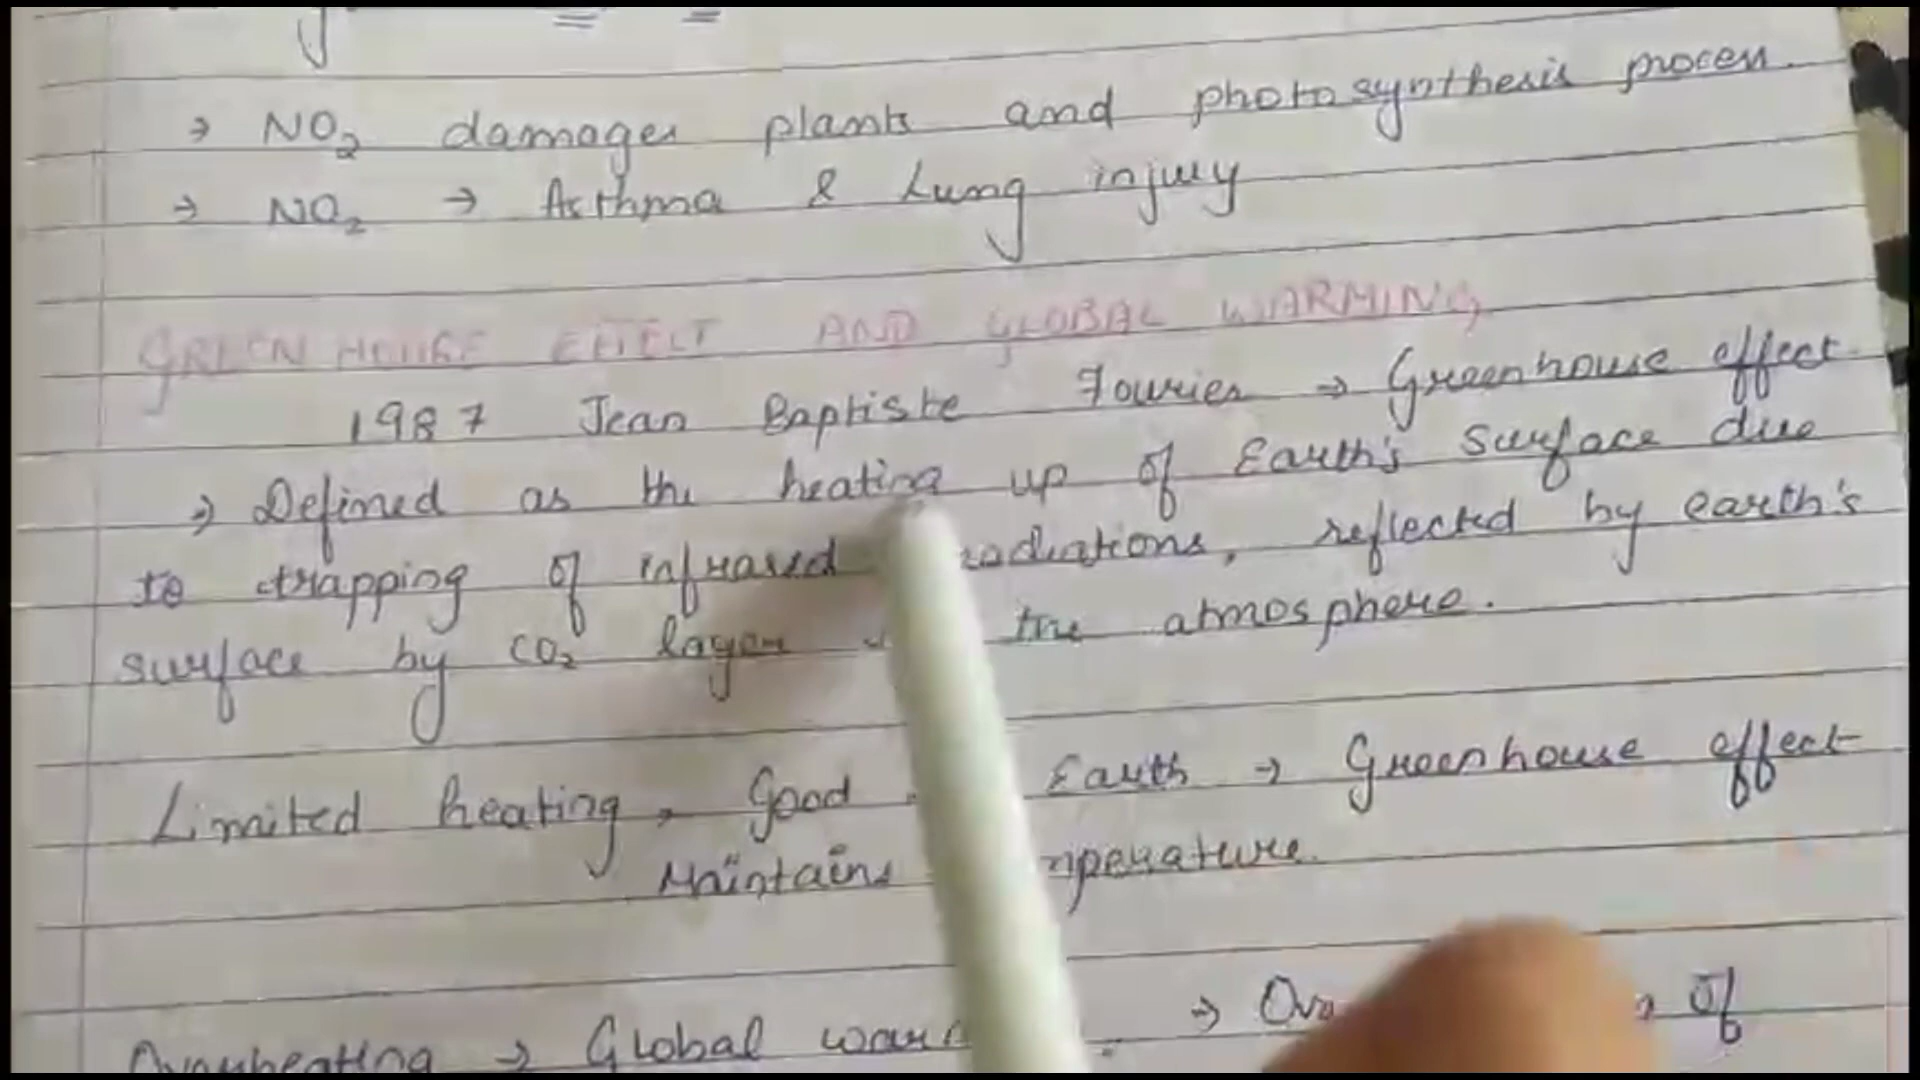 → NO₂ damages plants and photosynthesis process.
→ NO₂ → Asthma & Lung injury
GREEN HOUSE EFFECT AND GLOBAL WARMING
1987 Jean Baptiste Fourier → Greenhouse effect
→ Defined as the heating up of Earth's surface due
to trapping of infrared radiations, reflected by earth's
surface by CO₂ layer the atmosphere.
Limited heating, Good Earth → Greenhouse effect
Maintains
Overheating → Global → of